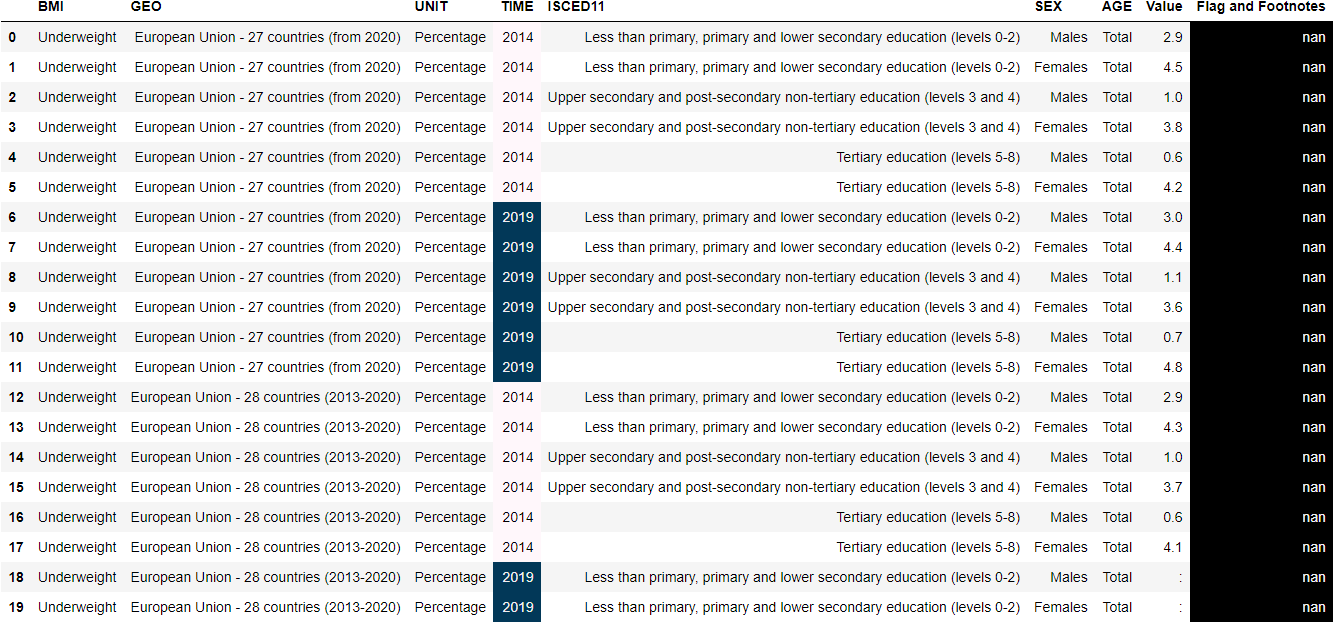 BMI GEO UNIT TIME ISCED11 SEX AGE Value Flag and Footnotes
0 Underweight European Union - 27 countries (from 2020) Percentage 2014 Less than primary, primary and lower secondary education (levels 0-2) Males Total 2.9 nan
1 Underweight European Union - 27 countries (from 2020) Percentage 2014 Less than primary, primary and lower secondary education (levels 0-2) Females Total 4.5 nan
2 Underweight European Union - 27 countries (from 2020) Percentage 2014 Upper secondary and post-secondary non-tertiary education (levels 3 and 4) Males Total 1.0 nan
3 Underweight European Union - 27 countries (from 2020) Percentage 2014 Upper secondary and post-secondary non-tertiary education (levels 3 and 4) Females Total 3.8 nan
4 Underweight European Union - 27 countries (from 2020) Percentage 2014 Tertiary education (levels 5-8) Males Total 0.6 nan
5 Underweight European Union - 27 countries (from 2020) Percentage 2014 Tertiary education (levels 5-8) Females Total 4.2 nan
6 Underweight European Union - 27 countries (from 2020) Percentage 2019 Less than primary, primary and lower secondary education (levels 0-2) Males Total 3.0 nan
7 Underweight European Union - 27 countries (from 2020) Percentage 2019 Less than primary, primary and lower secondary education (levels 0-2) Females Total 4.4 nan
8 Underweight European Union - 27 countries (from 2020) Percentage 2019 Upper secondary and post-secondary non-tertiary education (levels 3 and 4) Males Total 1.1 nan
9 Underweight European Union - 27 countries (from 2020) Percentage 2019 Upper secondary and post-secondary non-tertiary education (levels 3 and 4) Females Total 3.6 nan
10 Underweight European Union - 27 countries (from 2020) Percentage 2019 Tertiary education (levels 5-8) Males Total 0.7 nan
11 Underweight European Union - 27 countries (from 2020) Percentage 2019 Tertiary education (levels 5-8) Females Total 4.8 nan
12 Underweight European Union - 28 countries (2013-2020) Percentage 2014 Less than primary, primary and lower secondary education (levels 0-2) Males Total 2.9 nan
13 Underweight European Union - 28 countries (2013-2020) Percentage 2014 Less than primary, primary and lower secondary education (levels 0-2) Females Total 4.3 nan
14 Underweight European Union - 28 countries (2013-2020) Percentage 2014 Upper secondary and post-secondary non-tertiary education (levels 3 and 4) Males Total 1.0 nan
15 Underweight European Union - 28 countries (2013-2020) Percentage 2014 Upper secondary and post-secondary non-tertiary education (levels 3 and 4) Females Total 3.7 nan
16 Underweight European Union - 28 countries (2013-2020) Percentage 2014 Tertiary education (levels 5-8) Males Total 0.6 nan
17 Underweight European Union - 28 countries (2013-2020) Percentage 2014 Tertiary education (levels 5-8) Females Total 4.1 nan
18 Underweight European Union - 28 countries (2013-2020) Percentage 2019 Less than primary, primary and lower secondary education (levels 0-2) Males Total : nan
19 Underweight European Union - 28 countries (2013-2020) Percentage 2019 Less than primary, primary and lower secondary education (levels 0-2) Females Total : nan